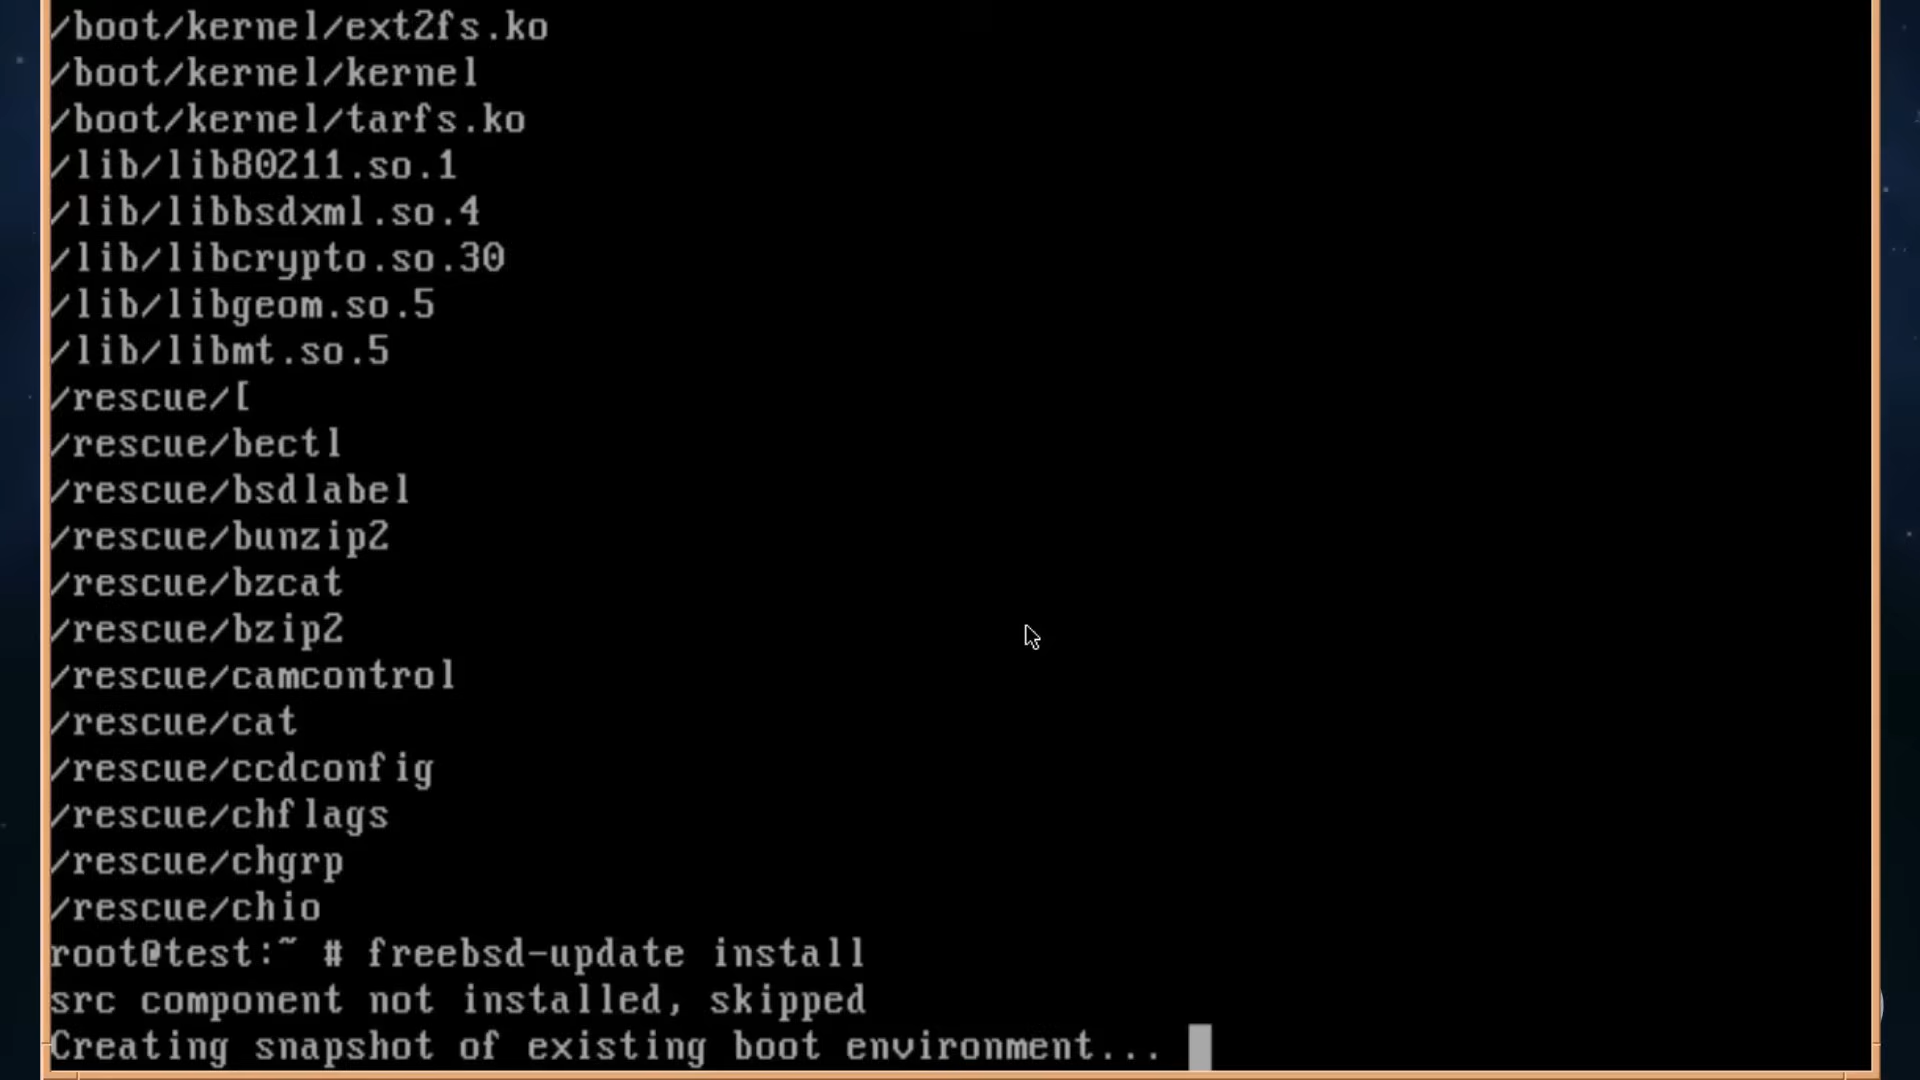 /boot/kernel/ext2fs.ko
/boot/kernel/kernel
/boot/kernel/tarfs.ko
/lib/lib80211.so.1
/lib/libbsdxml.so.4
/lib/libcrypto.so.30
/lib/libgeom.so.5
/lib/libmt.so.5
/rescue/[
/rescue/bectl
/rescue/bsdlabel
/rescue/bunzip2
/rescue/bzcat
/rescue/bzip2
/rescue/camcontrol
/rescue/cat
/rescue/ccdconfig
/rescue/chflags
/rescue/chgrp
/rescue/chio
root@test:~ # freebsd-update install
src component not installed, skipped
Creating snapshot of existing boot environment...